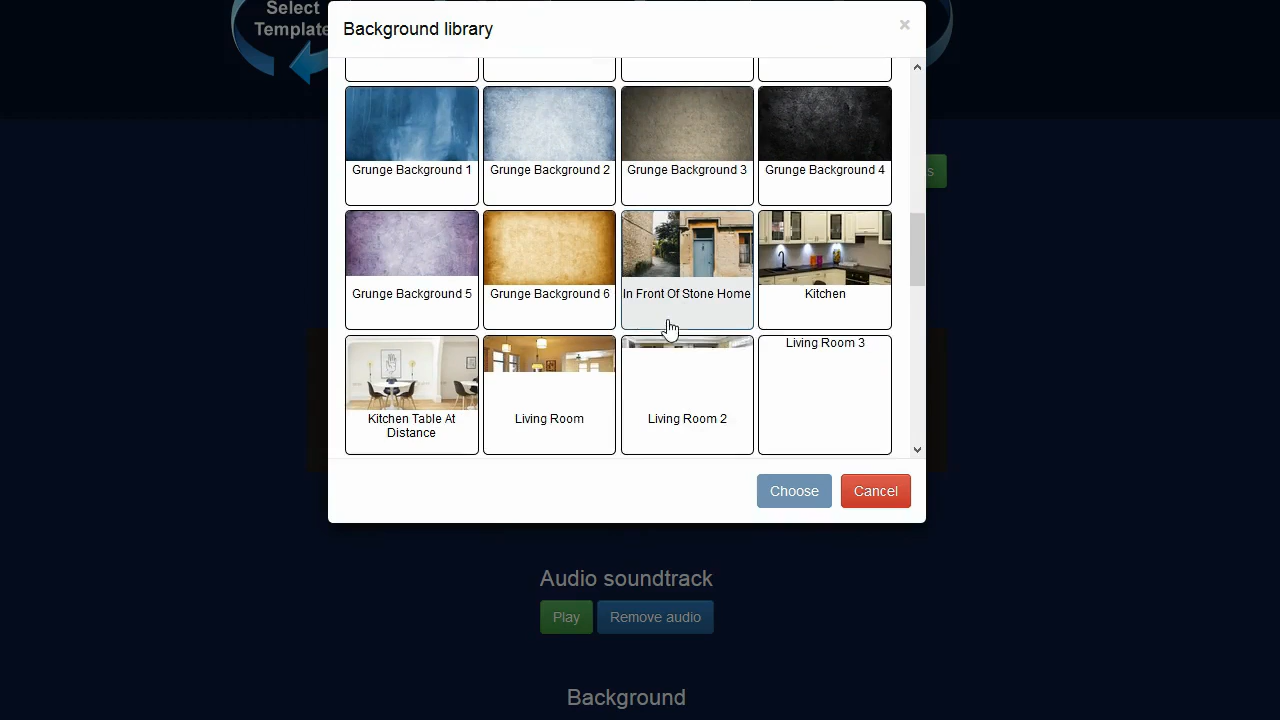 Select
Template
Background library
×
Grunge Background 1
Grunge Background 2
Grunge Background 3
Grunge Background 4
s
Grunge Background 5
Grunge Background 6
In Front Of Stone Home
Kitchen
Kitchen Table At
Distance
Living Room
Living Room 2
Living Room 3
Choose
Cancel
Audio soundtrack
Play
Remove audio
Background